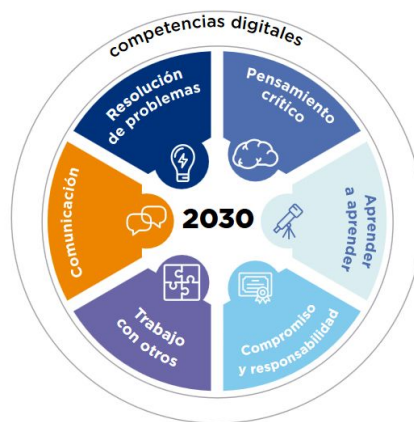 competencias digitales
Resolución
de problemas
Pensamiento
crítico
Comunicación
2030
Aprender
a aprender
Trabajo
con otros
Compromiso
y responsabilidad